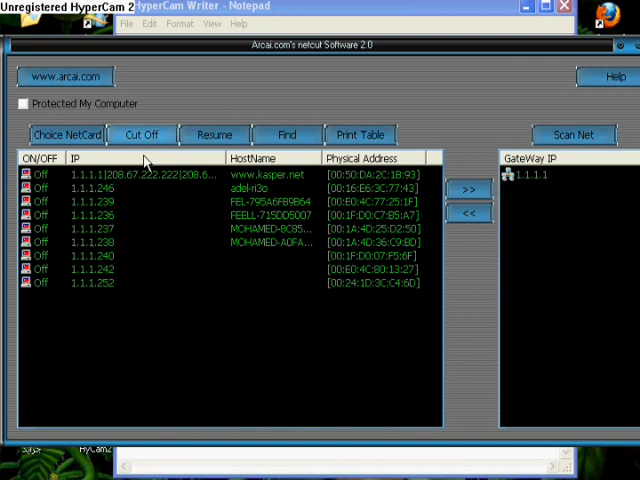 Unregistered HyperCam 2
HyperCam Writer - Notepad
File Edit Format View Help
Arcai.com's netcut Software 2.0
www.arcai.com
Help
Protected My Computer
Choice NetCard Cut Off Resume Find Print Table Scan Net
ON/OFF IP HostName Physical Address GateWay IP
Off 1.1.1.1|208.67.222.222|208.6... www.kasper.net [00:50:DA:2C:1B:93] 1.1.1.1
Off 1.1.1.246 adel-ri3o [00:16:E6:3C:77:43]
Off 1.1.1.239 FEL-795A6FB9B64 [00:E0:4C:77:25:1F]
Off 1.1.1.236 FEELL-715DD5007 [00:1F:D0:C7:B5:A7]
Off 1.1.1.237 MOHAMED-8C85... [00:1A:4D:25:D2:50]
Off 1.1.1.238 MOHAMED-A0FA... [00:1A:4D:36:C9:BD]
Off 1.1.1.240 [00:1F:D0:07:F5:6F]
Off 1.1.1.242 [00:E0:4C:80:13:27]
Off 1.1.1.252 [00:24:1D:3C:C4:6D]
>>
<<
جرايد HyCam2